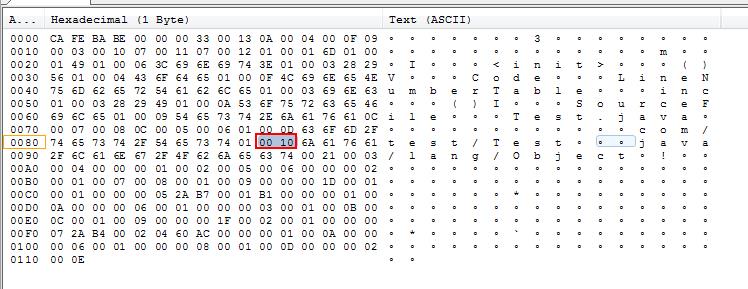 A... Hexadecimal (1 Byte) Text (ASCII)
0000 CA FE BA BE 00 00 00 33 00 13 0A 00 04 00 0F 09 ∘ ∘ ∘ ∘ ∘ ∘ ∘ 3 ∘ ∘ ∘ ∘ ∘ ∘ ∘ ∘
0010 00 03 00 10 07 00 11 07 00 12 01 00 01 6D 01 00 ∘ ∘ ∘ ∘ ∘ ∘ ∘ ∘ ∘ ∘ ∘ ∘ ∘ m ∘ ∘
0020 01 49 01 00 06 3C 69 6E 69 74 3E 01 00 03 28 29 ∘ I ∘ ∘ ∘ < i n i t > ∘ ∘ ∘ ( )
0030 56 01 00 04 43 6F 64 65 01 00 0F 4C 69 6E 65 4E V ∘ ∘ ∘ C o d e ∘ ∘ ∘ L i n e N
0040 75 6D 62 65 72 54 61 62 6C 65 01 00 03 69 6E 63 u m b e r T a b l e ∘ ∘ ∘ i n c
0050 01 00 03 28 29 49 01 00 0A 53 6F 75 72 63 65 46 ∘ ∘ ∘ ( ) I ∘ ∘ ∘ S o u r c e F
0060 69 6C 65 01 00 09 54 65 73 74 2E 6A 61 76 61 0C i l e ∘ ∘ ∘ T e s t . j a v a ∘
0070 00 07 00 08 0C 00 05 00 06 01 00 0D 63 6F 6D 2F ∘ ∘ ∘ ∘ ∘ ∘ ∘ ∘ ∘ ∘ ∘ ∘ c o m /
0080 74 65 73 74 2F 54 65 73 74 01 00 10 6A 61 76 61 t e s t / T e s t ∘ ∘ ∘ j a v a
0090 2F 6C 61 6E 67 2F 4F 62 6A 65 63 74 00 21 00 03 / l a n g / O b j e c t ∘ ! ∘ ∘
00A0 00 04 00 00 00 01 00 02 00 05 00 06 00 00 00 02 ∘ ∘ ∘ ∘ ∘ ∘ ∘ ∘ ∘ ∘ ∘ ∘ ∘ ∘ ∘ ∘
00B0 00 01 00 07 00 08 00 01 00 09 00 00 00 1D 00 01 ∘ ∘ ∘ ∘ ∘ ∘ ∘ ∘ ∘ ∘ ∘ ∘ ∘ ∘ ∘ ∘
00C0 00 01 00 00 00 05 2A B7 00 01 B1 00 00 00 01 00 ∘ ∘ ∘ ∘ ∘ ∘ * ∘ ∘ ∘ ∘ ∘ ∘ ∘ ∘ ∘
00D0 0A 00 00 00 06 00 01 00 00 00 03 00 01 00 0B 00 ∘ ∘ ∘ ∘ ∘ ∘ ∘ ∘ ∘ ∘ ∘ ∘ ∘ ∘ ∘ ∘
00E0 0C 00 01 00 09 00 00 00 1F 00 02 00 01 00 00 00 ∘ ∘ ∘ ∘ ∘ ∘ ∘ ∘ ∘ ∘ ∘ ∘ ∘ ∘ ∘ ∘
00F0 07 2A B4 00 02 04 60 AC 00 00 00 01 00 0A 00 00 ∘ * ∘ ∘ ∘ ∘ ` ∘ ∘ ∘ ∘ ∘ ∘ ∘ ∘ ∘
0100 00 06 00 01 00 00 00 08 00 01 00 0D 00 00 00 02 ∘ ∘ ∘ ∘ ∘ ∘ ∘ ∘ ∘ ∘ ∘ ∘ ∘ ∘ ∘ ∘
0110 00 0E ∘ ∘